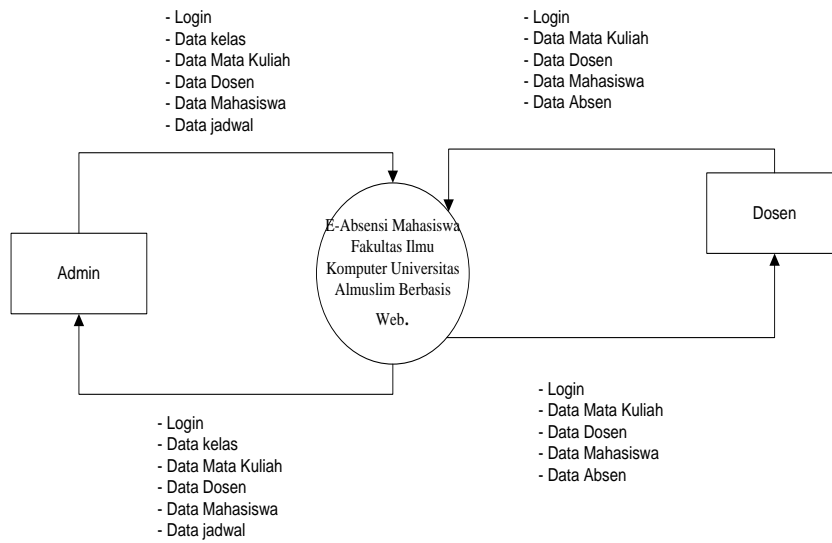 - Login
- Data kelas
- Data Mata Kuliah
- Data Dosen
- Data Mahasiswa
- Data jadwal
- Login
- Data Mata Kuliah
- Data Dosen
- Data Mahasiswa
- Data Absen
Admin
E-Absensi Mahasiswa
Fakultas Ilmu
Komputer Universitas
Almuslim Berbasis
Web.
Dosen
- Login
- Data kelas
- Data Mata Kuliah
- Data Dosen
- Data Mahasiswa
- Data jadwal
- Login
- Data Mata Kuliah
- Data Dosen
- Data Mahasiswa
- Data Absen